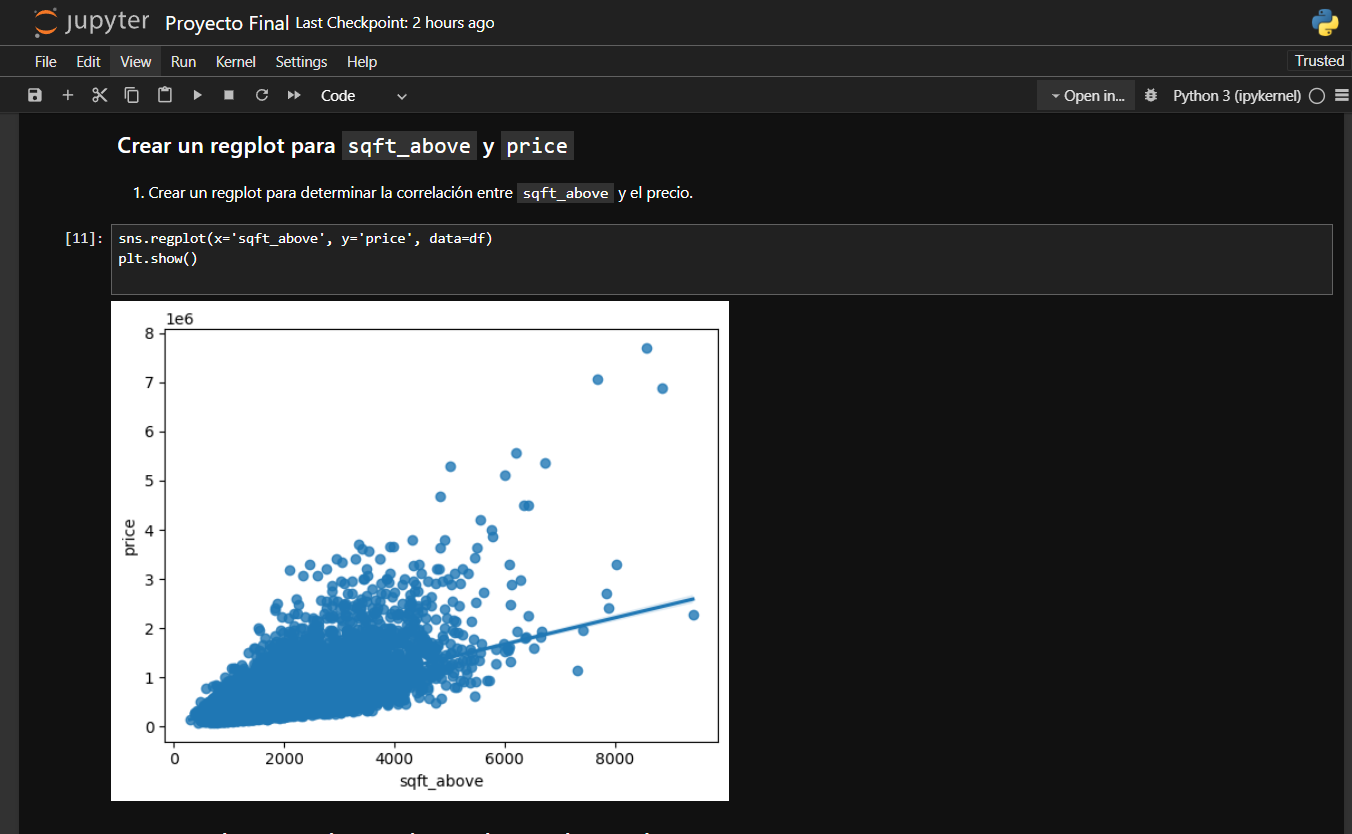 jupyter Proyecto Final Last Checkpoint: 2 hours ago
File Edit View Run Kernel Settings Help Trusted
Code Open in... Python 3 (ipykernel)
Crear un regplot para sqft_above y price
1. Crear un regplot para determinar la correlación entre sqft_above y el precio.
[11]: sns.regplot(x='sqft_above', y='price', data=df)
plt.show()
1e6
8
7
6
5
4
3
2
1
0
price
0 2000 4000 6000 8000
sqft_above